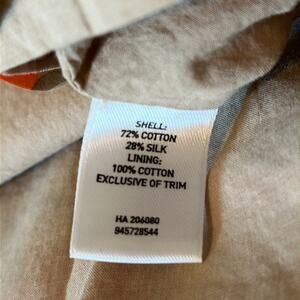 SHELL:
72% COTTON
28% SILK
LINING:
100% COTTON
EXCLUSIVE OF TRIM
HA 206080
945728544